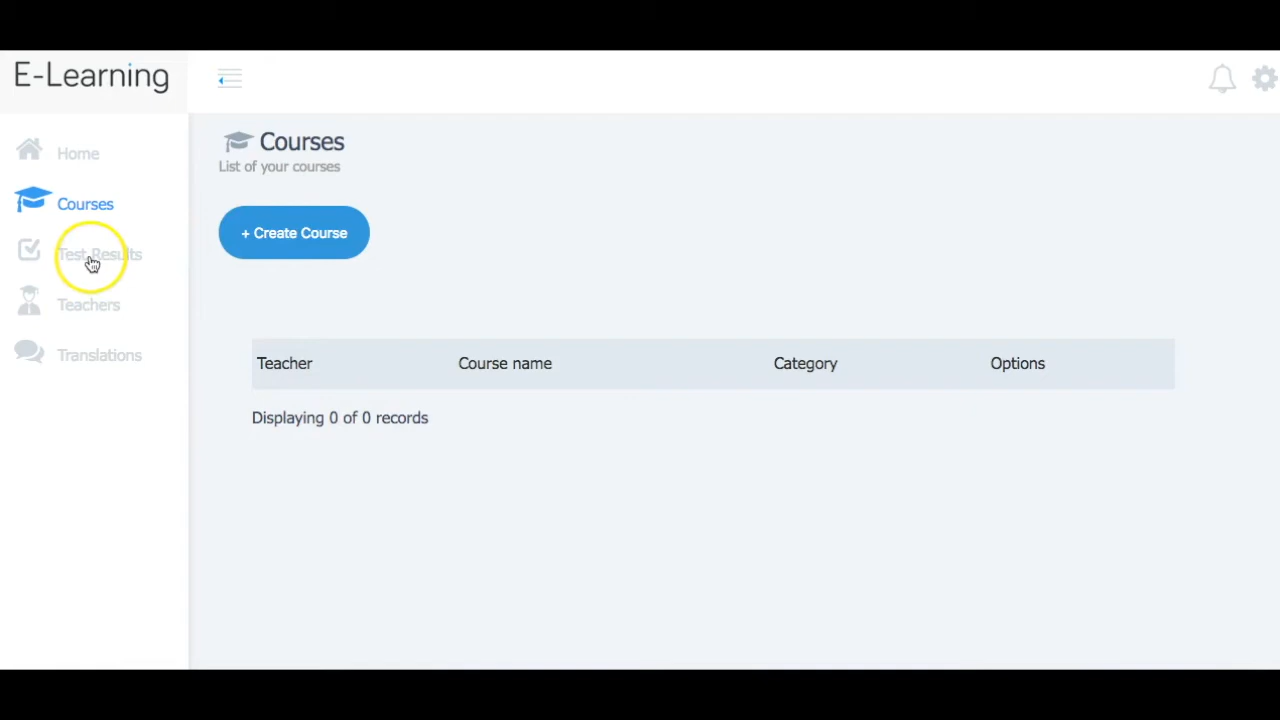 E-Learning
Home
Courses
Test Results
Teachers
Translations
Courses
List of your courses
+ Create Course
Teacher Course name Category Options
Displaying 0 of 0 records